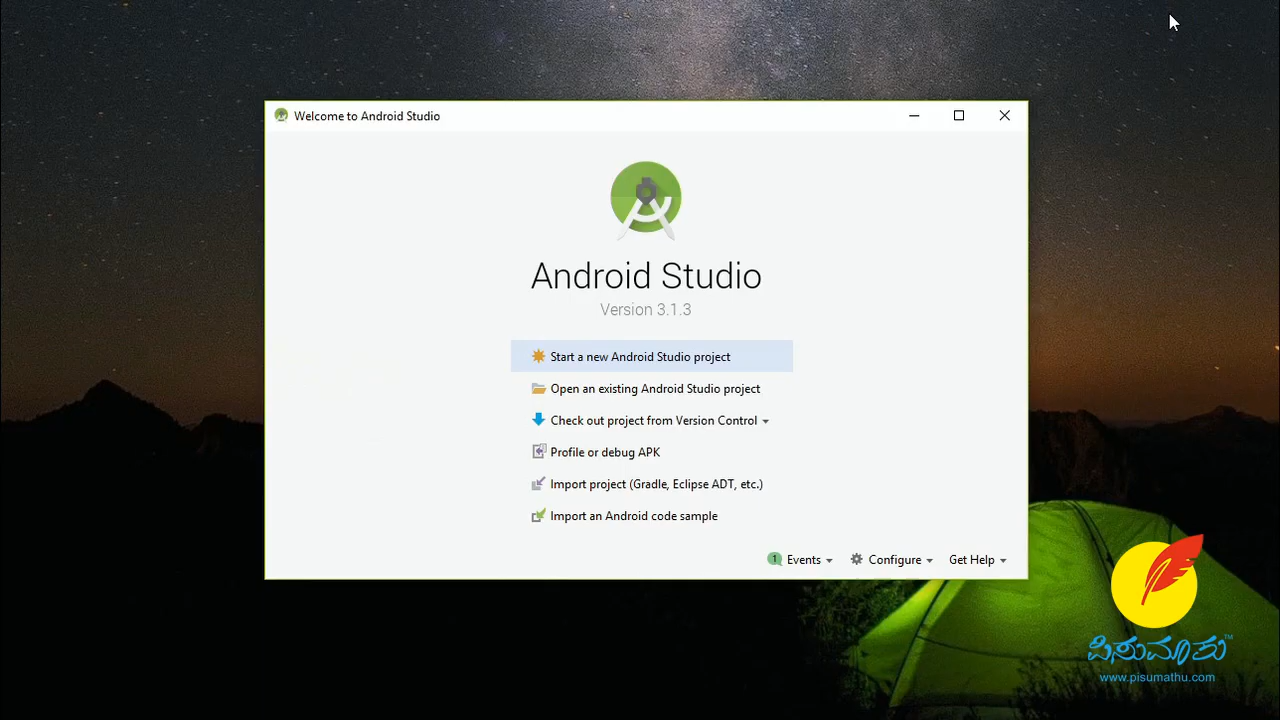 Welcome to Android Studio
Android Studio
Version 3.1.3
Start a new Android Studio project
Open an existing Android Studio project
Check out project from Version Control
Profile or debug APK
Import project (Gradle, Eclipse ADT, etc.)
Import an Android code sample
1 Events Configure Get Help
ಪಿಸುಮಾತು™
www.pisumathu.com